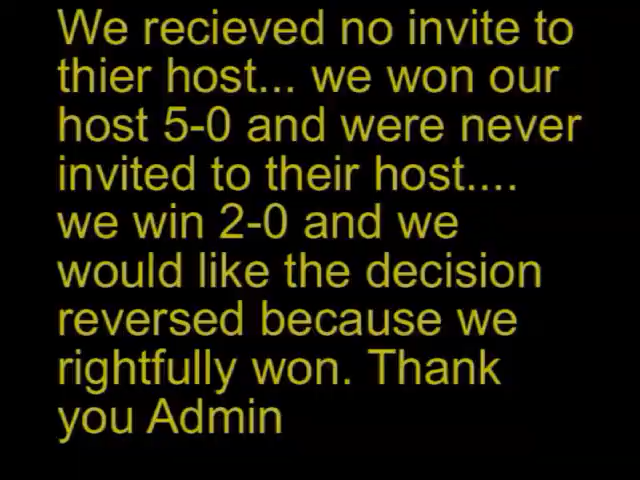 We recieved no invite to
thier host... we won our
host 5-0 and were never
invited to their host....
we win 2-0 and we
would like the decision
reversed because we
rightfully won. Thank
you Admin